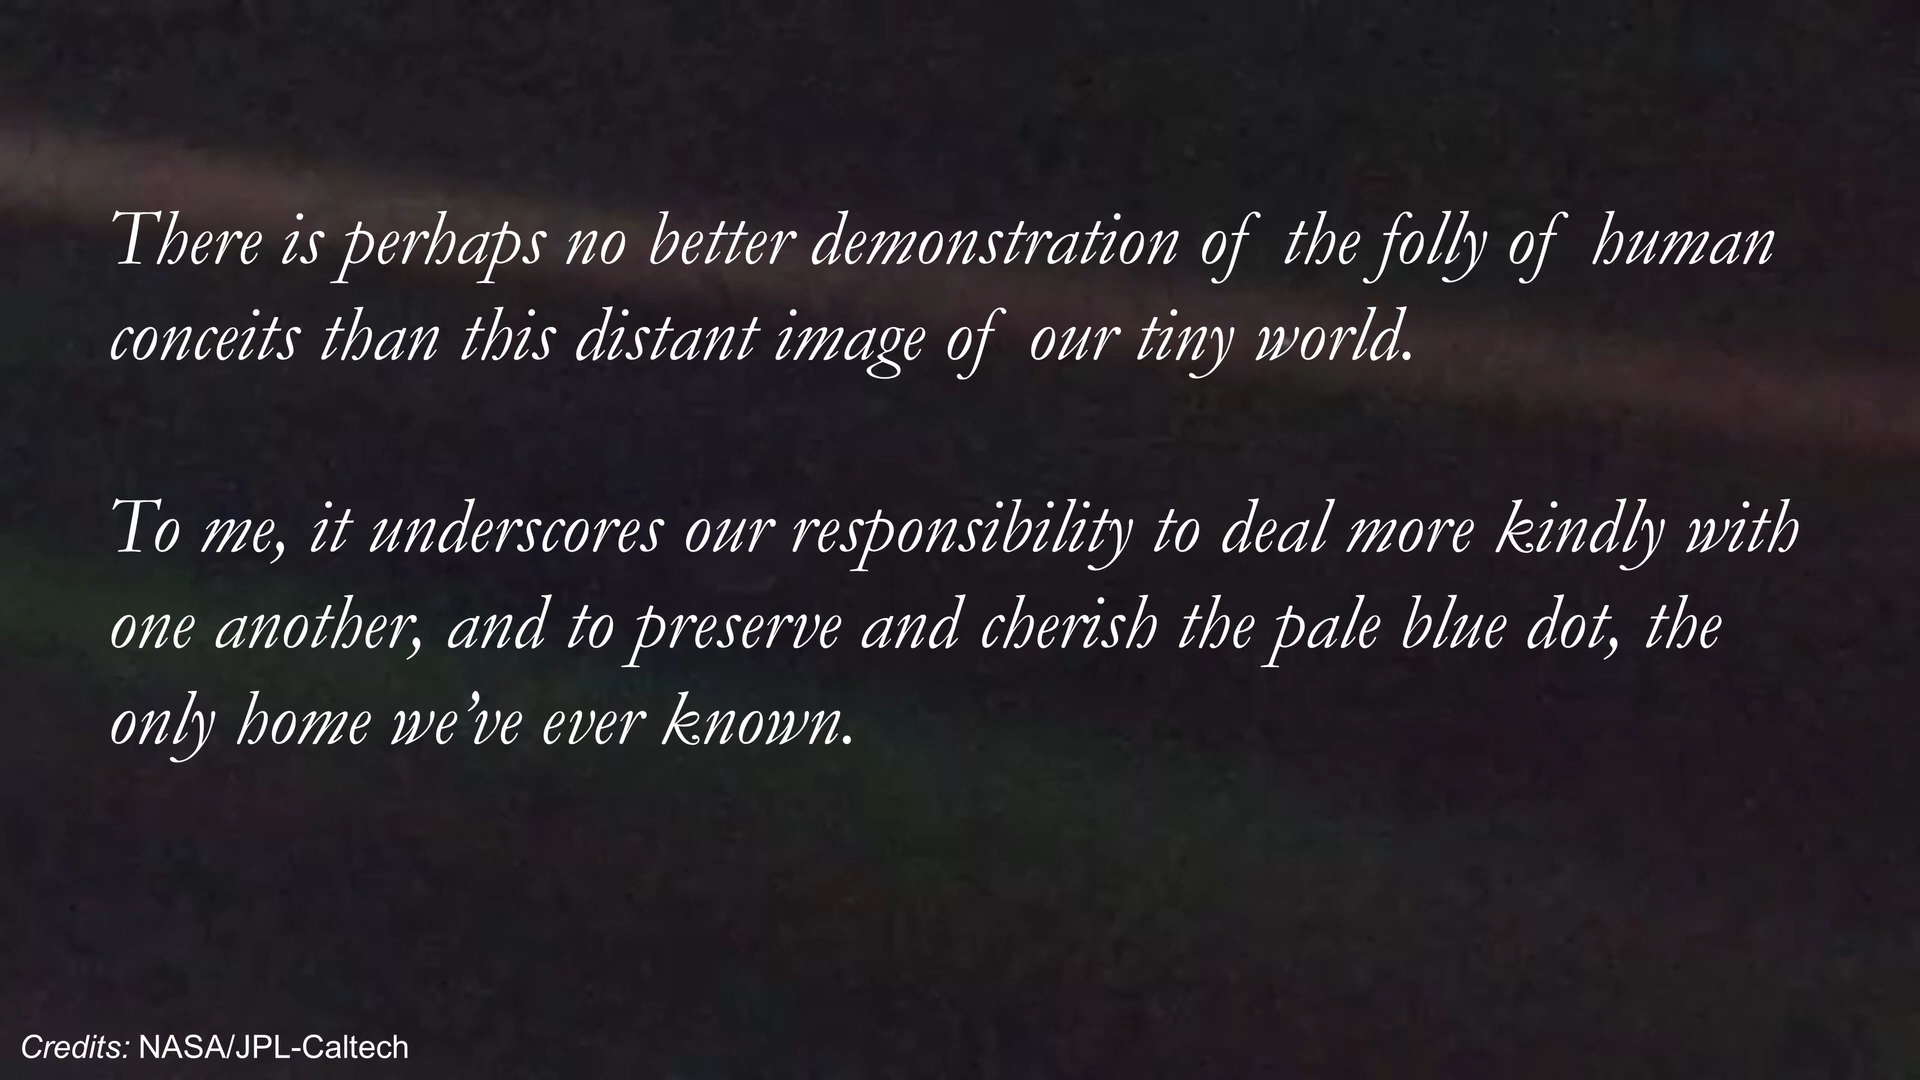 There is perhaps no better demonstration of the folly of human
conceits than this distant image of our tiny world.
To me, it underscores our responsibility to deal more kindly with
one another, and to preserve and cherish the pale blue dot, the
only home we’ve ever known.
Credits: NASA/JPL-Caltech